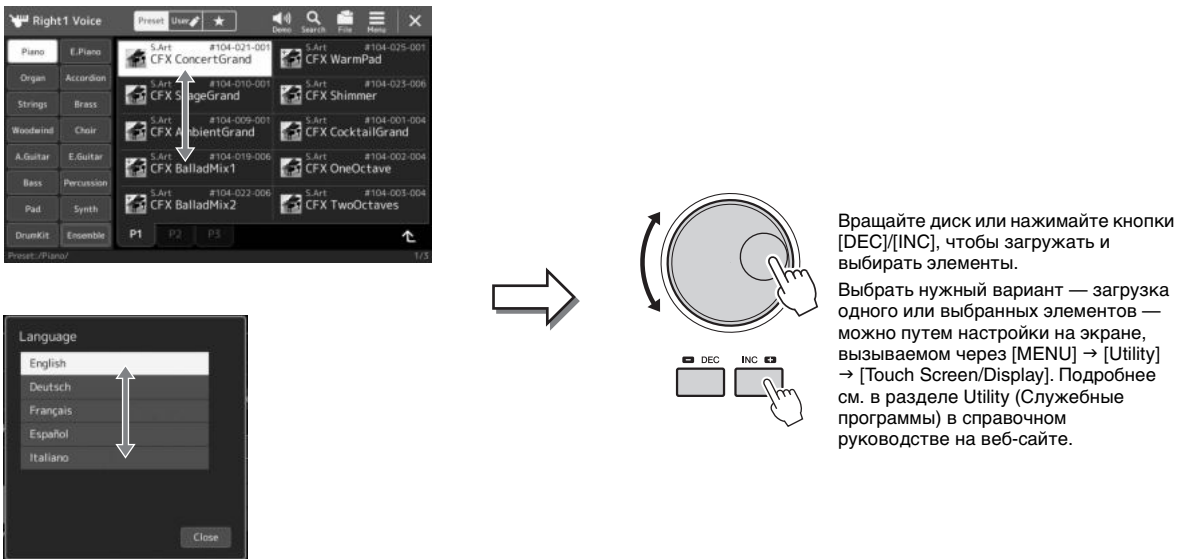 Right1 Voice
Preset User ★ Demo Search File Menu
Piano E.Piano
Organ Accordion
Strings Brass
Woodwind Choir
A.Guitar E.Guitar
Bass Percussion
Pad Synth
DrumKit Ensemble
S.Art #104-021-001
CFX ConcertGrand
S.Art #104-025-001
CFX WarmPad
S.Art #104-010-001
CFX StageGrand
S.Art #104-023-006
CFX Shimmer
S.Art #104-009-001
CFX AmbientGrand
S.Art #104-001-004
CFX CocktailGrand
S.Art #104-019-006
CFX BalladMix1
S.Art #104-002-004
CFX OneOctave
S.Art #104-022-006
CFX BalladMix2
S.Art #104-003-004
CFX TwoOctaves
P1 P2 P3
Preset:/Piano/ 1/3
Language
English
Deutsch
Français
Español
Italiano
Close
DEC INC
Вращайте диск или нажимайте кнопки
[DEC]/[INC], чтобы загружать и
выбирать элементы.
Выбрать нужный вариант — загрузка
одного или выбранных элементов —
можно путем настройки на экране,
вызываемом через [MENU] → [Utility]
→ [Touch Screen/Display]. Подробнее
см. в разделе Utility (Служебные
программы) в справочном
руководстве на веб-сайте.